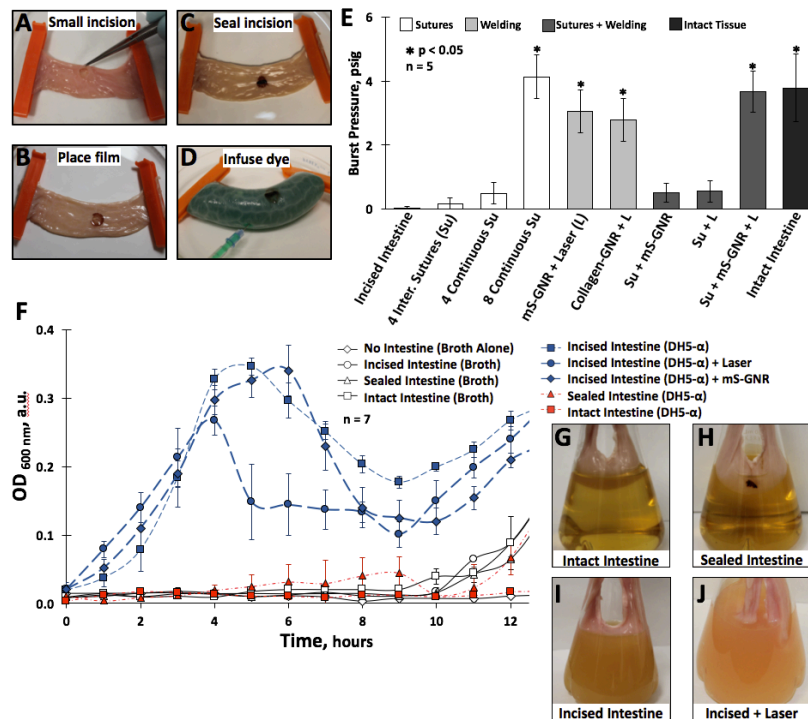 A
Small incision
C
Seal incision
B
Place film
D
Infuse dye
E
Sutures
Welding
Sutures + Welding
Intact Tissue
✱ p < 0.05
n = 5
Burst Pressure, psig
6
4
2
0
✱
✱
✱
✱
✱
Incised Intestine
4 Inter. Sutures (Su)
4 Continuous Su
8 Continuous Su
mS-GNR + Laser (L)
Collagen-GNR + L
Su + mS-GNR
Su + L
Su + mS-GNR + L
Intact Intestine
F
OD 600 nm, a.u.
0.4
0.3
0.2
0.1
0.0
0
2
4
6
8
10
12
Time, hours
No Intestine (Broth Alone)
Incised Intestine (Broth)
Sealed Intestine (Broth)
Intact Intestine (Broth)
n = 7
Incised Intestine (DH5-α)
Incised Intestine (DH5-α) + Laser
Incised Intestine (DH5-α) + mS-GNR
Sealed Intestine (DH5-α)
Intact Intestine (DH5-α)
G
Intact Intestine
H
Sealed Intestine
I
Incised Intestine
J
Incised + Laser